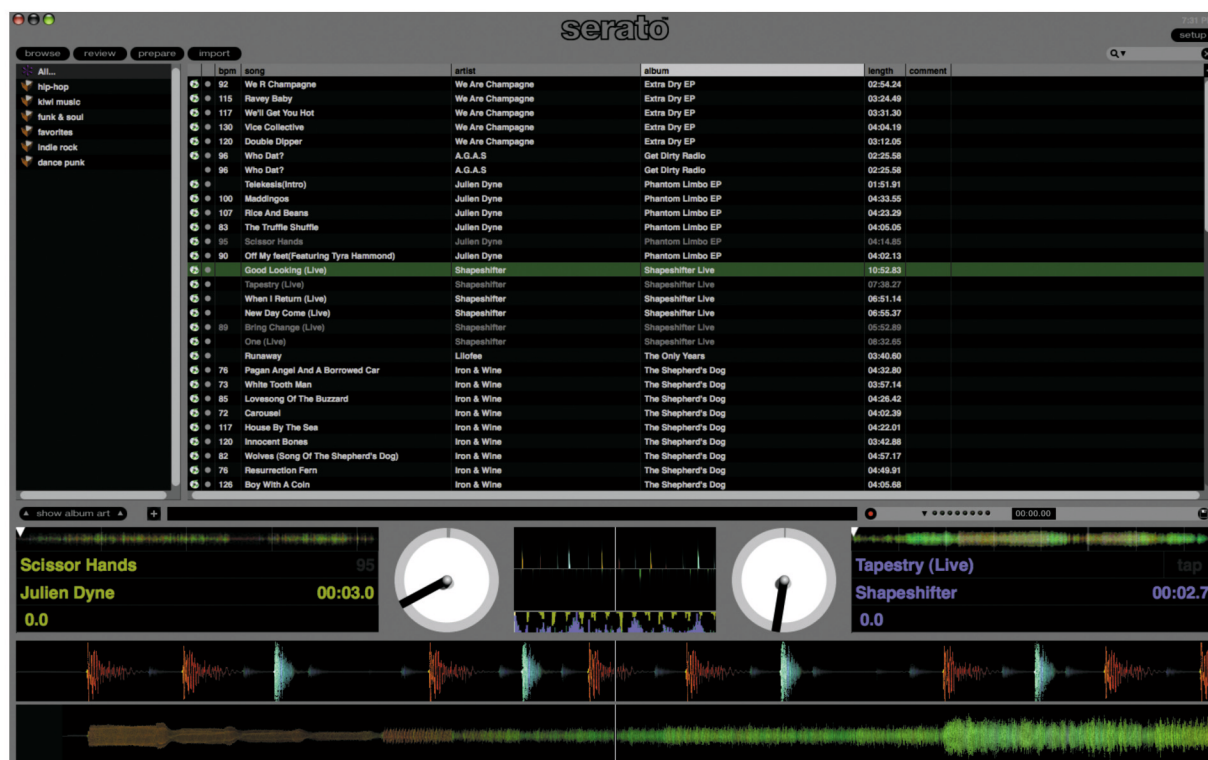 serato
7:31 P
setup
browse review prepare import
All...
hip-hop
kiwi music
funk & soul
favorites
indie rock
dance punk
bpm song artist album length comment
92 We R Champagne We Are Champagne Extra Dry EP 02:54.24
115 Ravey Baby We Are Champagne Extra Dry EP 03:24.49
117 We'll Get You Hot We Are Champagne Extra Dry EP 03:31.30
130 Vice Collective We Are Champagne Extra Dry EP 04:04.19
120 Double Dipper We Are Champagne Extra Dry EP 03:12.05
96 Who Dat? A.G.A.S Get Dirty Radio 02:25.58
96 Who Dat? A.G.A.S Get Dirty Radio 02:25.58
Telekesis(Intro) Julien Dyne Phantom Limbo EP 01:51.91
100 Maddingos Julien Dyne Phantom Limbo EP 04:33.55
107 Rice And Beans Julien Dyne Phantom Limbo EP 04:23.29
83 The Truffle Shuffle Julien Dyne Phantom Limbo EP 04:05.05
95 Scissor Hands Julien Dyne Phantom Limbo EP 04:14.85
90 Off My feet(Featuring Tyra Hammond) Julien Dyne Phantom Limbo EP 04:02.13
Good Looking (Live) Shapeshifter Shapeshifter Live 10:52.83
Tapestry (Live) Shapeshifter Shapeshifter Live 07:38.27
When I Return (Live) Shapeshifter Shapeshifter Live 06:51.14
New Day Come (Live) Shapeshifter Shapeshifter Live 06:55.37
89 Bring Change (Live) Shapeshifter Shapeshifter Live 05:52.89
One (Live) Shapeshifter Shapeshifter Live 08:32.65
Runaway Lilofee The Only Years 03:40.60
76 Pagan Angel And A Borrowed Car Iron & Wine The Shepherd's Dog 04:32.80
73 White Tooth Man Iron & Wine The Shepherd's Dog 03:57.14
85 Lovesong Of The Buzzard Iron & Wine The Shepherd's Dog 04:26.42
72 Carousel Iron & Wine The Shepherd's Dog 04:02.39
117 House By The Sea Iron & Wine The Shepherd's Dog 04:22.01
120 Innocent Bones Iron & Wine The Shepherd's Dog 03:42.88
82 Wolves (Song Of The Shepherd's Dog) Iron & Wine The Shepherd's Dog 04:57.17
76 Resurrection Fern Iron & Wine The Shepherd's Dog 04:49.91
126 Boy With A Coin Iron & Wine The Shepherd's Dog 04:05.68
show album art + 00:00.00
Scissor Hands 95
Julien Dyne 00:03.0
0.0
Tapestry (Live) tap
Shapeshifter 00:02.7
0.0